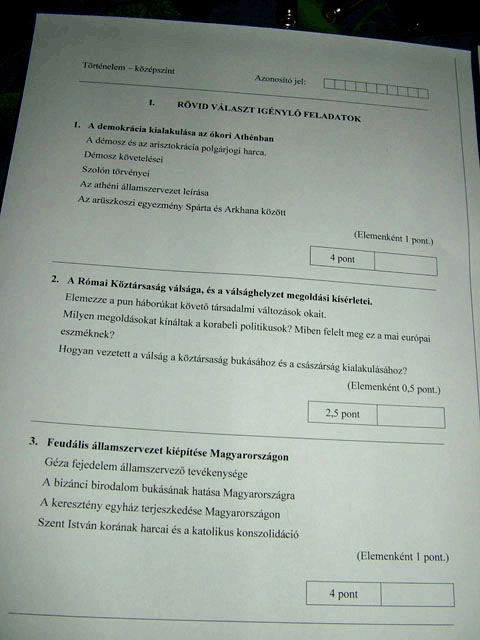 Történelem – középszint
Azonosító jel:
I. RÖVID VÁLASZT IGÉNYLŐ FELADATOK
1. A demokrácia kialakulása az ókori Athénban
A démosz és az arisztokrácia polgárjogi harca.
Démosz követelései
Szolón törvényei
Az athéni államszervezet leírása
Az arüszkoszi egyezmény Spárta és Arkhana között
(Elemenként 1 pont.)
4 pont
2. A Római Köztársaság válsága, és a válsághelyzet megoldási kísérletei.
Elemezze a pun háborúkat követő társadalmi változások okait.
Milyen megoldásokat kínáltak a korabeli politikusok? Miben felelt meg ez a mai európai
eszméknek?
Hogyan vezetett a válság a köztársaság bukásához és a császárság kialakulásához?
(Elemenként 0,5 pont.)
2,5 pont
3. Feudális államszervezet kiépítése Magyarországon
Géza fejedelem államszervező tevékenysége
A bizánci birodalom bukásának hatása Magyarországra
A keresztény egyház terjeszkedése Magyarországon
Szent István korának harcai és a katolikus konszolidáció
(Elemenként 1 pont.)
4 pont